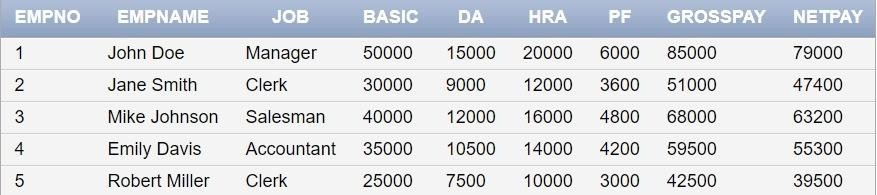 EMPNO EMPNAME JOB BASIC DA HRA PF GROSSPAY NETPAY
1 John Doe Manager 50000 15000 20000 6000 85000 79000
2 Jane Smith Clerk 30000 9000 12000 3600 51000 47400
3 Mike Johnson Salesman 40000 12000 16000 4800 68000 63200
4 Emily Davis Accountant 35000 10500 14000 4200 59500 55300
5 Robert Miller Clerk 25000 7500 10000 3000 42500 39500